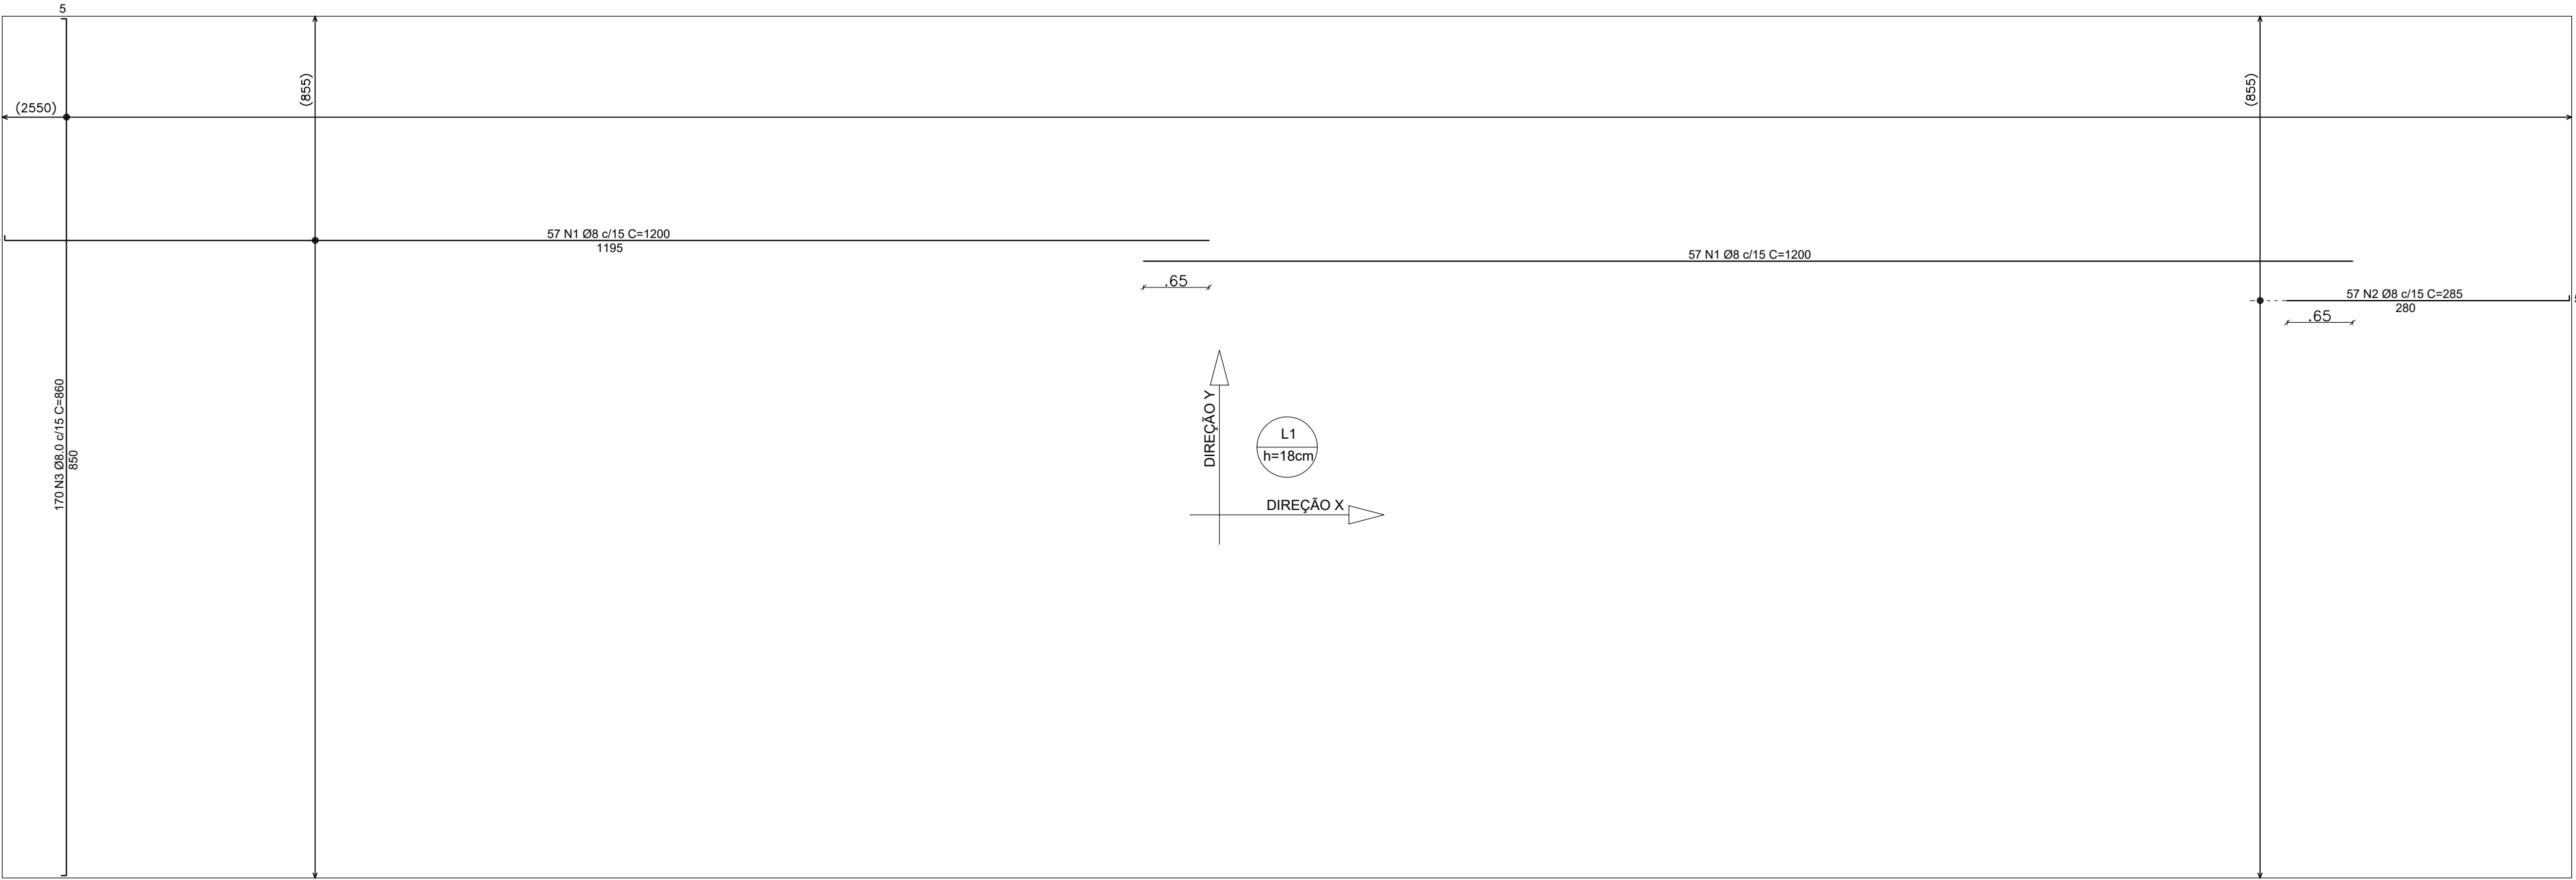 5
(855)
(855)
(2550)
57 N1 Ø8 c/15 C=1200
1195
57 N1 Ø8 c/15 C=1200
.65
57 N2 Ø8 c/15 C=285
280
.65
170 N3 Ø8.0 c/15 C=860
850
DIREÇÃO Y
L1
h=18cm
DIREÇÃO X